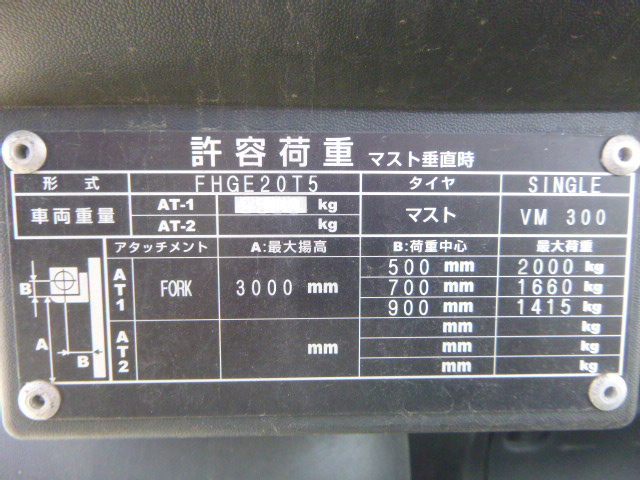 許容荷重 マスト垂直時
形式 FHGE20T5 タイヤ SINGLE
車両重量 AT-1 kg マスト VM 300
AT-2 kg
アタッチメント A:最大揚高 B:荷重中心 最大荷重
AT1 FORK 3000 mm 500 mm 2000 kg
700 mm 1660 kg
900 mm 1415 kg
AT2 mm mm kg
mm kg
mm kg
B
A
B